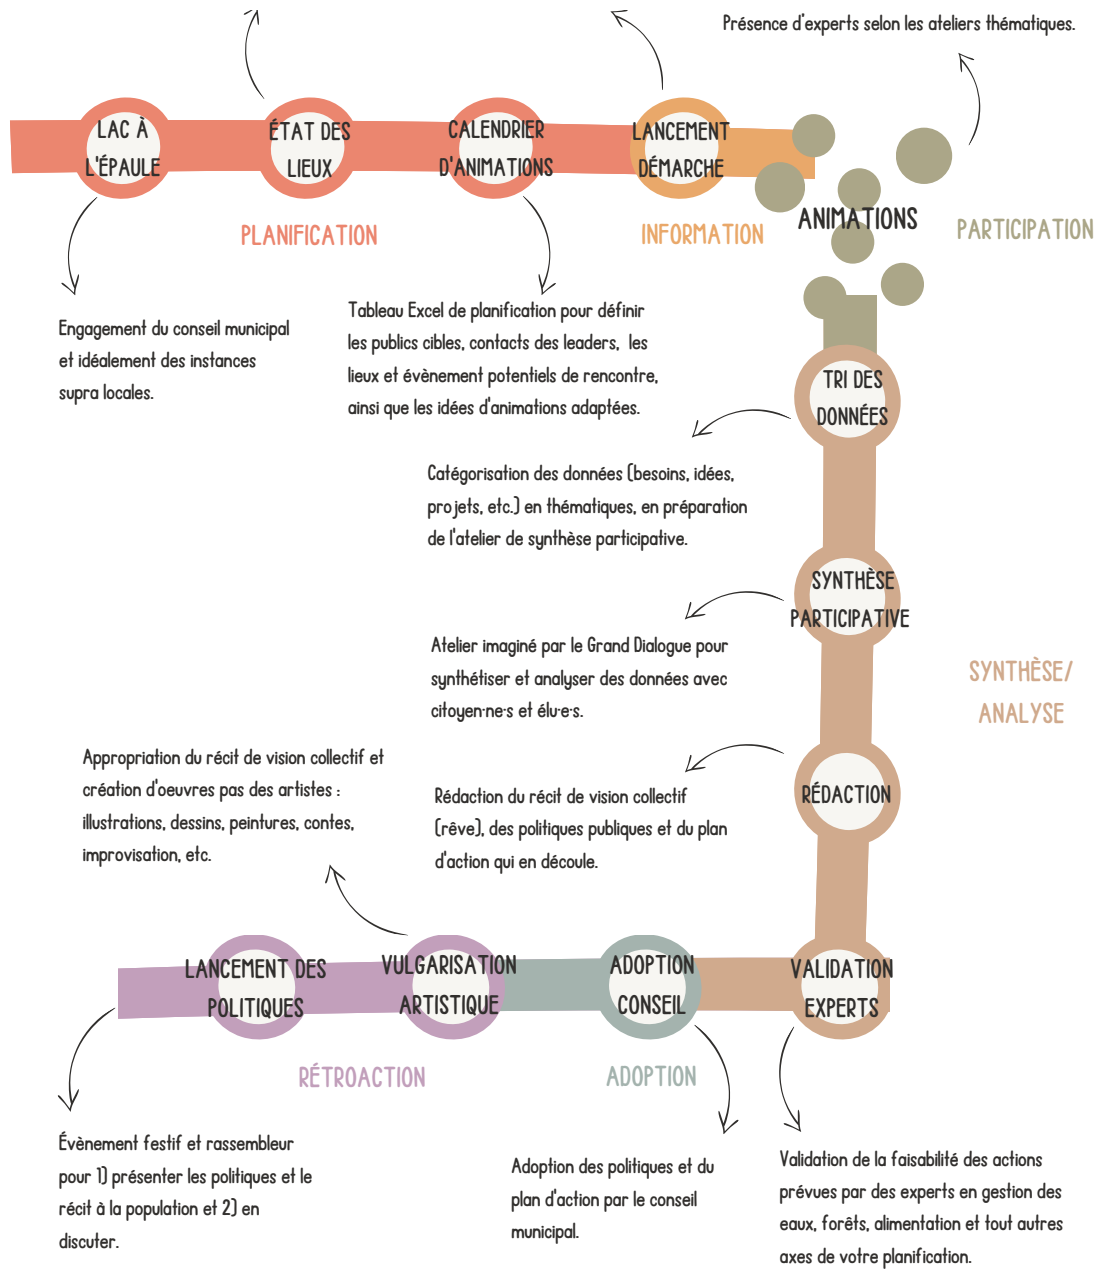 Présence d'experts selon les ateliers thématiques.
LAC À
L'ÉPAULE
ÉTAT DES
LIEUX
CALENDRIER
D'ANIMATIONS
LANCEMENT
DÉMARCHE
ANIMATIONS
PLANIFICATION
INFORMATION
PARTICIPATION
Engagement du conseil municipal
et idéalement des instances
supra locales.
Tableau Excel de planification pour définir
les publics cibles, contacts des leaders, les
lieux et évènement potentiels de rencontre,
ainsi que les idées d'animations adaptées.
TRI DES
DONNÉES
Catégorisation des données (besoins, idées,
projets, etc.) en thématiques, en préparation
de l'atelier de synthèse participative.
SYNTHÈSE
PARTICIPATIVE
Atelier imaginé par le Grand Dialogue pour
synthétiser et analyser des données avec
citoyen·ne·s et élu·e·s.
SYNTHÈSE/
ANALYSE
RÉDACTION
Rédaction du récit de vision collectif
(rêve), des politiques publiques et du plan
d'action qui en découle.
Appropriation du récit de vision collectif et
création d'oeuvres pas des artistes :
illustrations, dessins, peintures, contes,
improvisation, etc.
LANCEMENT DES
POLITIQUES
VULGARISATION
ARTISTIQUE
ADOPTION
CONSEIL
VALIDATION
EXPERTS
RÉTROACTION
ADOPTION
Évènement festif et rassembleur
pour 1) présenter les politiques et le
récit à la population et 2) en
discuter.
Adoption des politiques et du
plan d'action par le conseil
municipal.
Validation de la faisabilité des actions
prévues par des experts en gestion des
eaux, forêts, alimentation et tout autres
axes de votre planification.